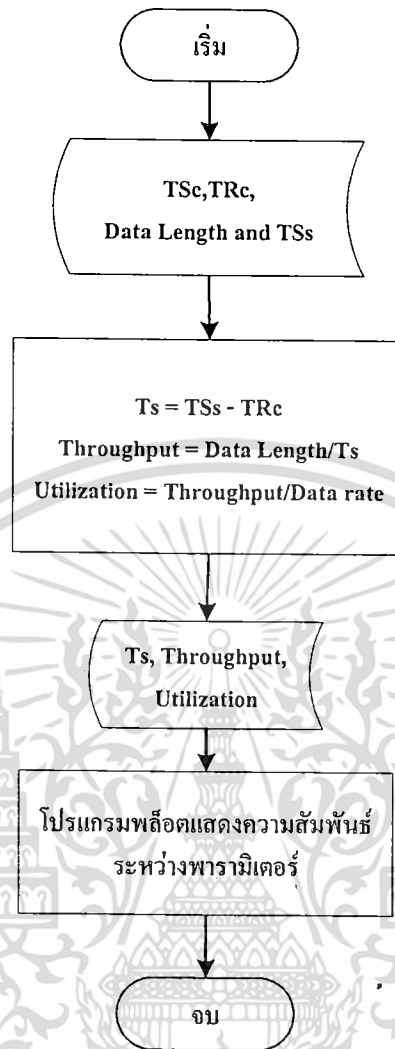 เริ่ม
TSc,TRc,
Data Length and TSs
Ts = TSs - TRc
Throughput = Data Length/Ts
Utilization = Throughput/Data rate
Ts, Throughput,
Utilization
โปรแกรมพล็อตแสดงความสัมพันธ์
ระหว่างพารามิเตอร์
จบ